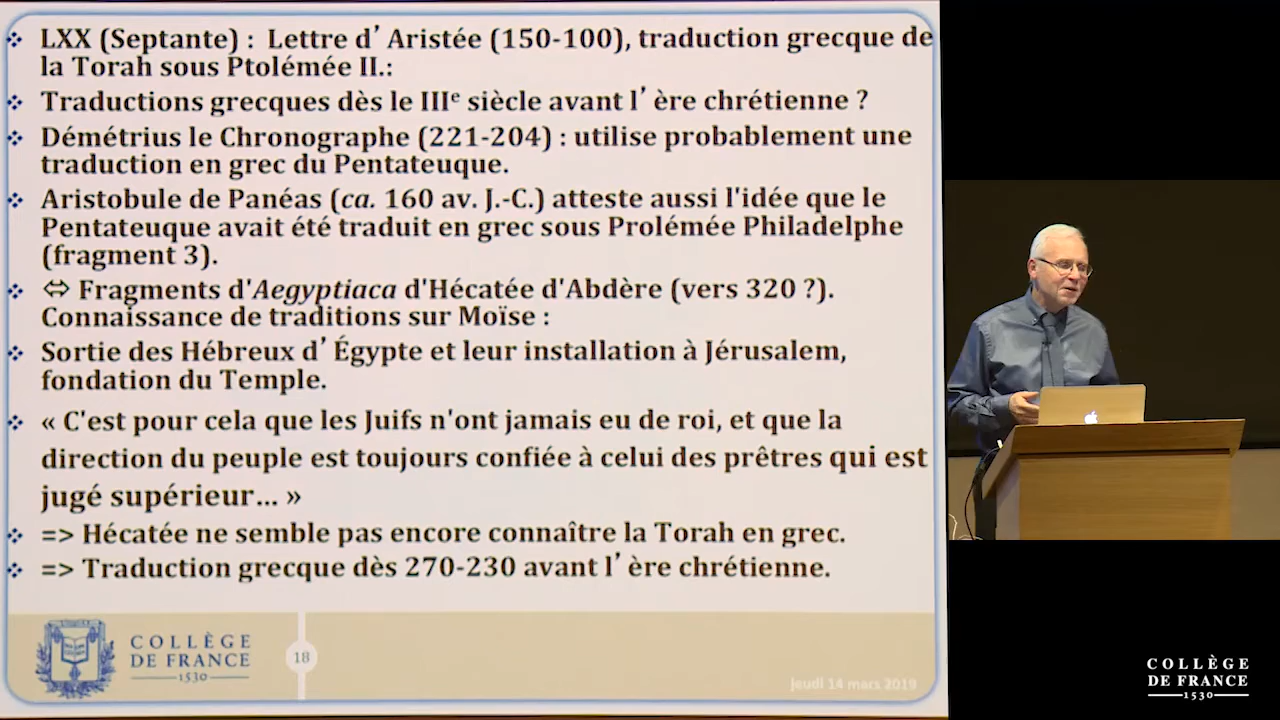 LXX (Septante) : Lettre d’ Aristée (150-100), traduction grecque de
la Torah sous Ptolémée II.:
Traductions grecques dès le IIIe siècle avant l’ ère chrétienne ?
Démétrius le Chronographe (221-204) : utilise probablement une
traduction en grec du Pentateuque.
Aristobule de Panéas (ca. 160 av. J.-C.) atteste aussi l'idée que le
Pentateuque avait été traduit en grec sous Prolémée Philadelphe
(fragment 3).
⇔ Fragments d'Aegyptiaca d'Hécatée d'Abdère (vers 320 ?).
Connaissance de traditions sur Moïse :
Sortie des Hébreux d’ Égypte et leur installation à Jérusalem,
fondation du Temple.
« C'est pour cela que les Juifs n'ont jamais eu de roi, et que la
direction du peuple est toujours confiée à celui des prêtres qui est
jugé supérieur... »
=> Hécatée ne semble pas encore connaître la Torah en grec.
=> Traduction grecque dès 270-230 avant l’ ère chrétienne.
COLLÈGE
DE FRANCE
1530
18
Jeudi 14 mars 2019
COLLÈGE
DE FRANCE
1530